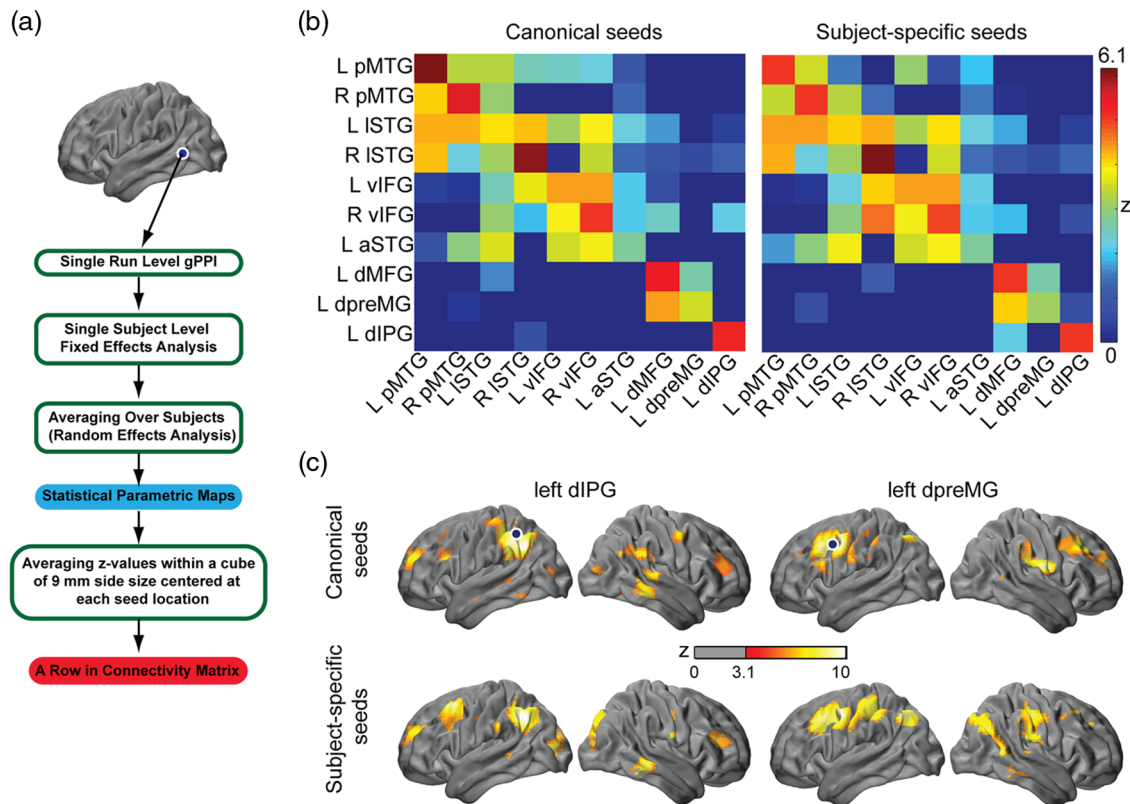 (a)
Single Run Level gPPI
Single Subject Level
Fixed Effects Analysis
Averaging Over Subjects
(Random Effects Analysis)
Statistical Parametric Maps
Averaging z-values within a cube
of 9 mm side size centered at
each seed location
A Row in Connectivity Matrix
(b)
Canonical seeds
Subject-specific seeds
L pMTG
R pMTG
L lSTG
R lSTG
L vIFG
R vIFG
L aSTG
L dMFG
L dpreMG
L dIPG
L pMTG
R pMTG
L lSTG
R lSTG
L vIFG
R vIFG
L aSTG
L dMFG
L dpreMG
L dIPG
L pMTG
R pMTG
L lSTG
R lSTG
L vIFG
R vIFG
L aSTG
L dMFG
L dpreMG
L dIPG
6.1
z
0
(c)
left dIPG
left dpreMG
Canonical
seeds
z
0 3.1 10
Subject-specific
seeds